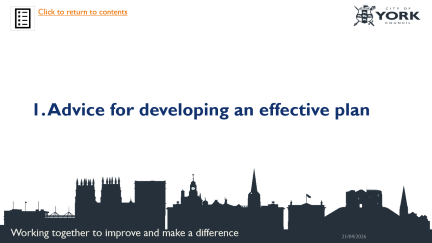 Click to return to contents
CITY OF
YORK
COUNCIL
1. Advice for developing an effective plan
Working together to improve and make a difference